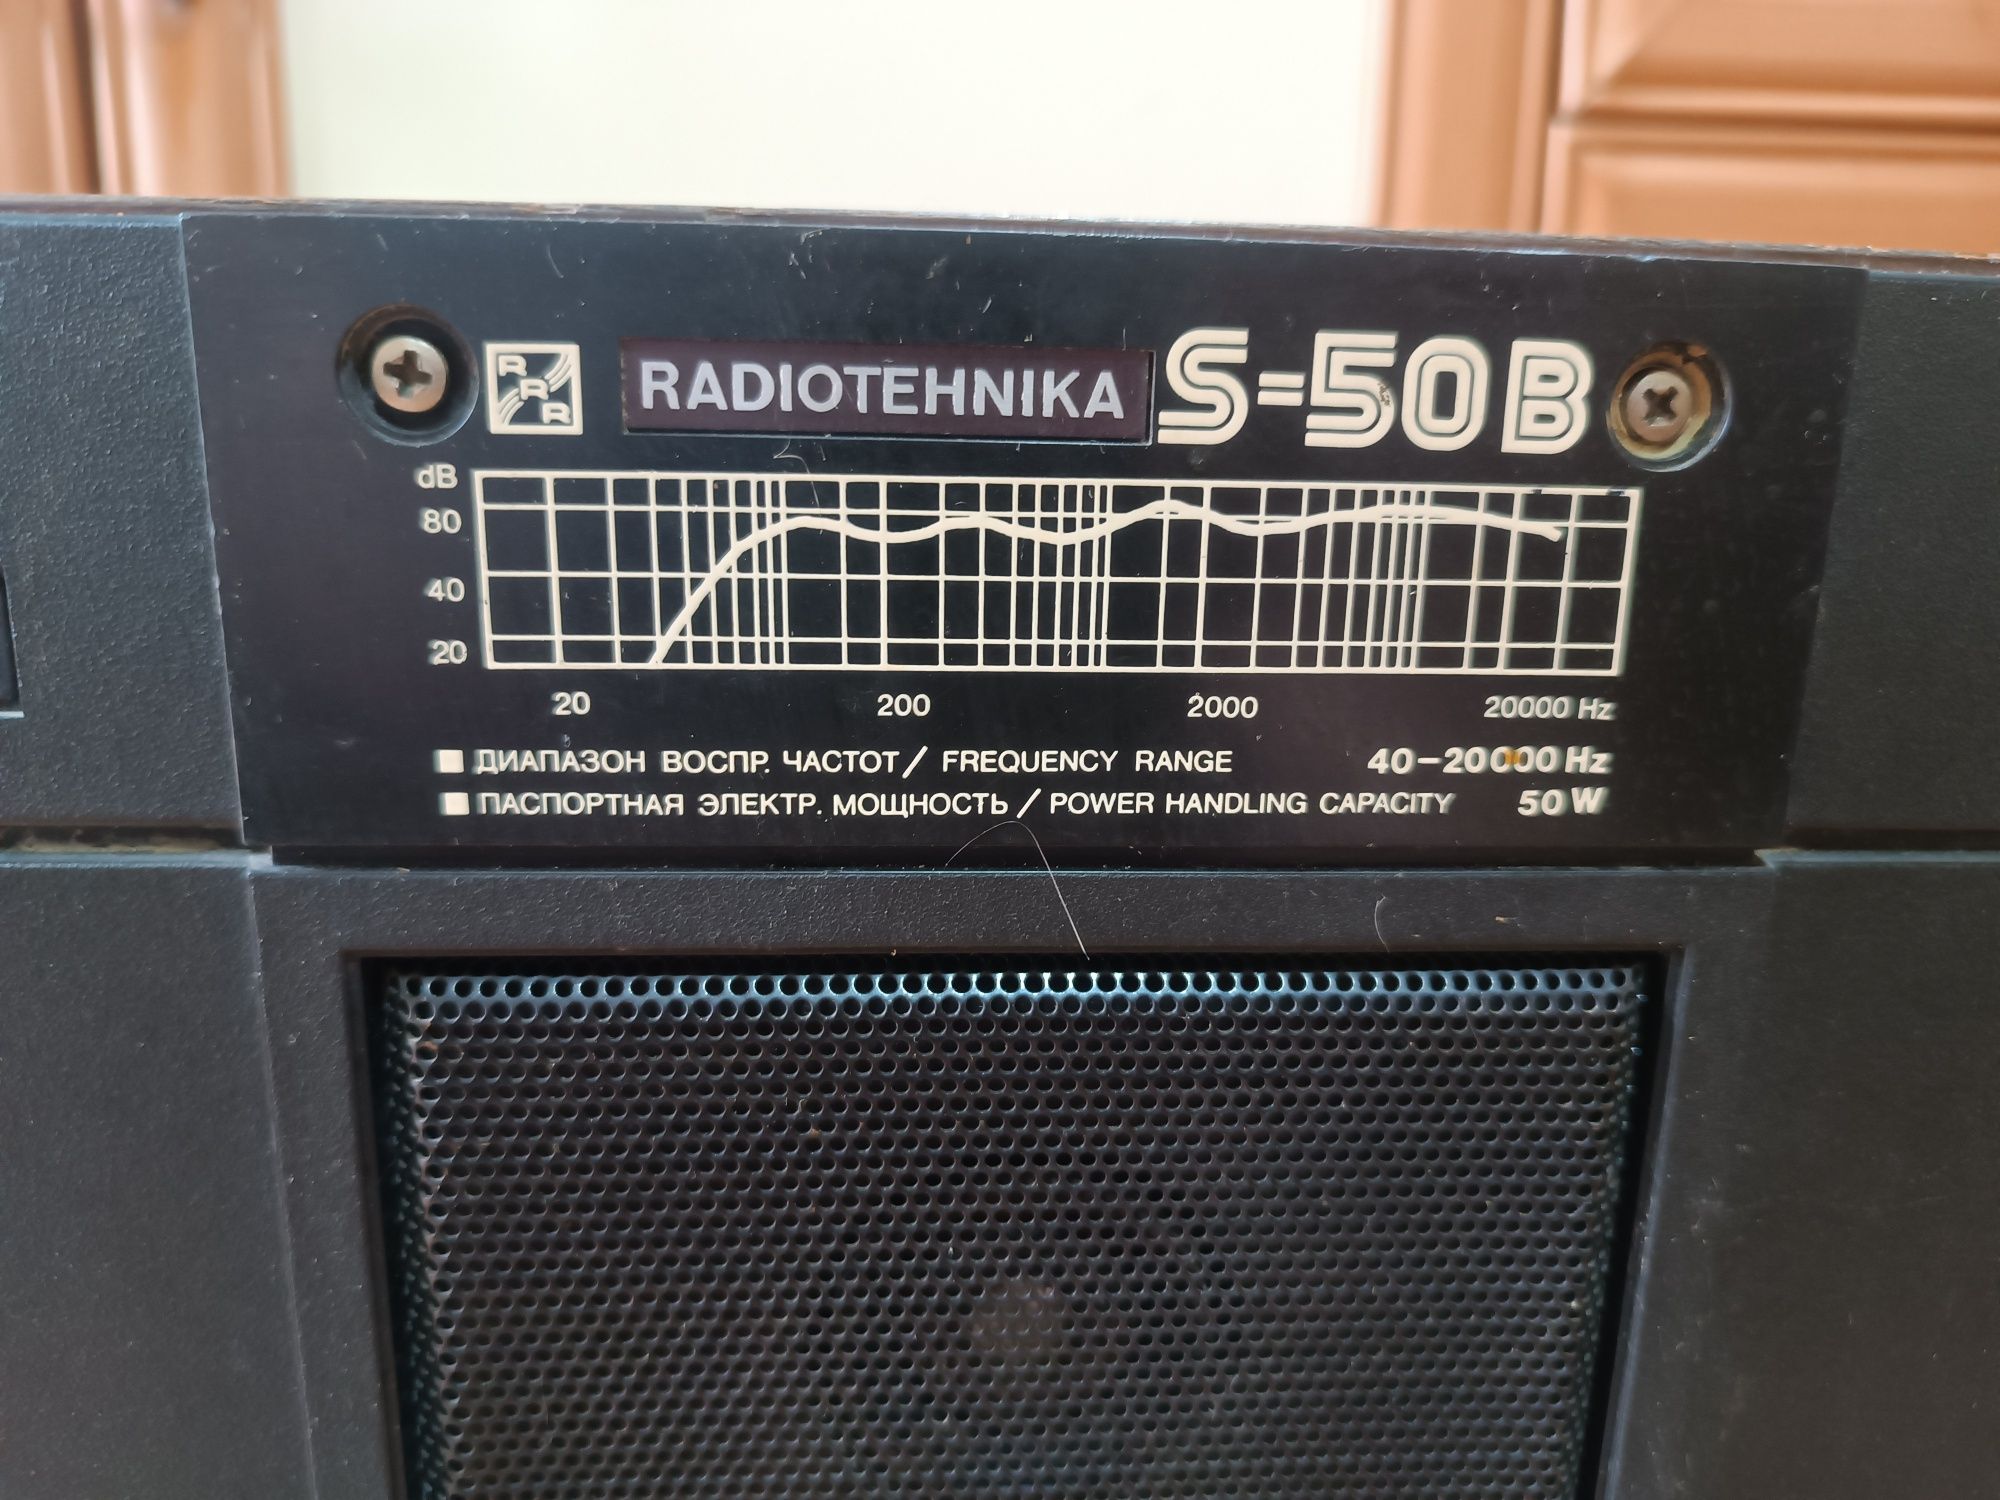 RRR RADIOTEHNIKA S-50B
dB
80
40
20
20 200 2000 20000 Hz
ДИАПАЗОН ВОСПР. ЧАСТОТ / FREQUENCY RANGE 40-20000 Hz
ПАСПОРТНАЯ ЭЛЕКТР. МОЩНОСТЬ / POWER HANDLING CAPACITY 50 W